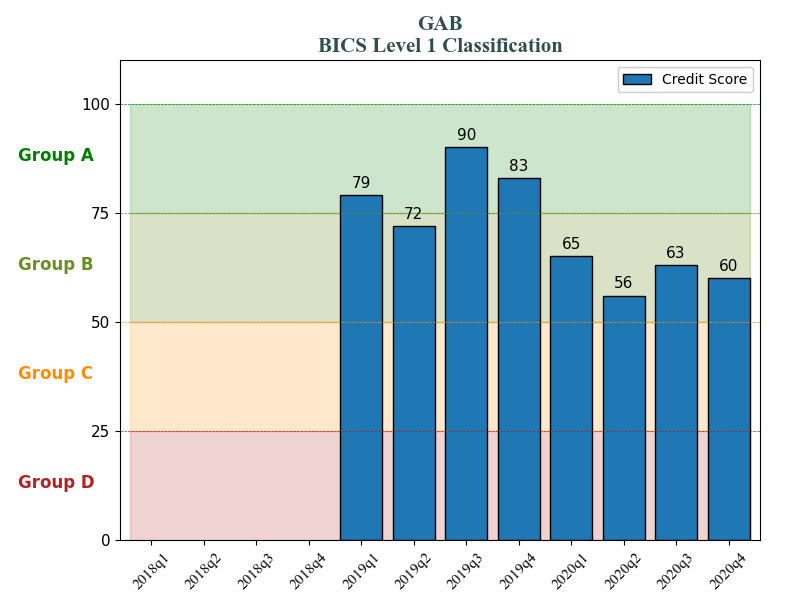 GAB
BICS Level 1 Classification
Credit Score
100
75
50
25
0
Group A
Group B
Group C
Group D
79
72
90
83
65
56
63
60
2018q1
2018q2
2018q3
2018q4
2019q1
2019q2
2019q3
2019q4
2020q1
2020q2
2020q3
2020q4